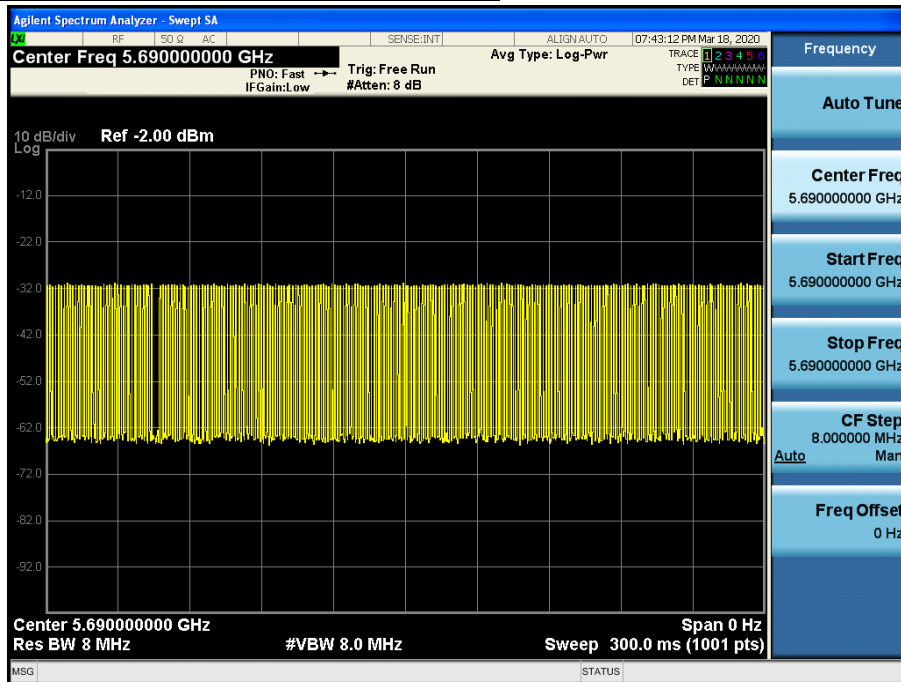 Agilent Spectrum Analyzer - Swept SA
LXI RF 50 Ω AC SENSE:INT ALIGN AUTO 07:43:12 PM Mar 18, 2020
Center Freq 5.690000000 GHz Avg Type: Log-Pwr TRACE 1 2 3 4 5 6
PNO: Fast Trig: Free Run TYPE WWWWWW
IFGain:Low #Atten: 8 dB DET P N N N N N
10 dB/div Ref -2.00 dBm
Log
-12.0
-22.0
-32.0
-42.0
-52.0
-62.0
-72.0
-82.0
-92.0
Center 5.690000000 GHz Span 0 Hz
Res BW 8 MHz #VBW 8.0 MHz Sweep 300.0 ms (1001 pts)
MSG STATUS
Frequency
Auto Tune
Center Freq
5.690000000 GHz
Start Freq
5.690000000 GHz
Stop Freq
5.690000000 GHz
CF Step
8.000000 MHz
Auto Man
Freq Offset
0 Hz